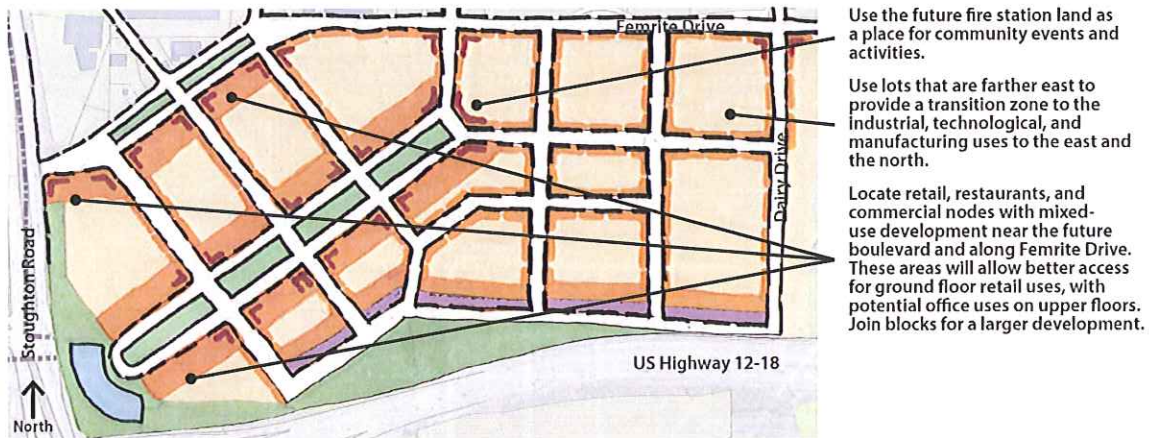 Femrite Drive
Dairy Drive
Stoughton Road
US Highway 12-18
North
Use the future fire station land as
a place for community events and
activities.
Use lots that are farther east to
provide a transition zone to the
industrial, technological, and
manufacturing uses to the east and
the north.
Locate retail, restaurants, and
commercial nodes with mixed-
use development near the future
boulevard and along Femrite Drive.
These areas will allow better access
for ground floor retail uses, with
potential office uses on upper floors.
Join blocks for a larger development.